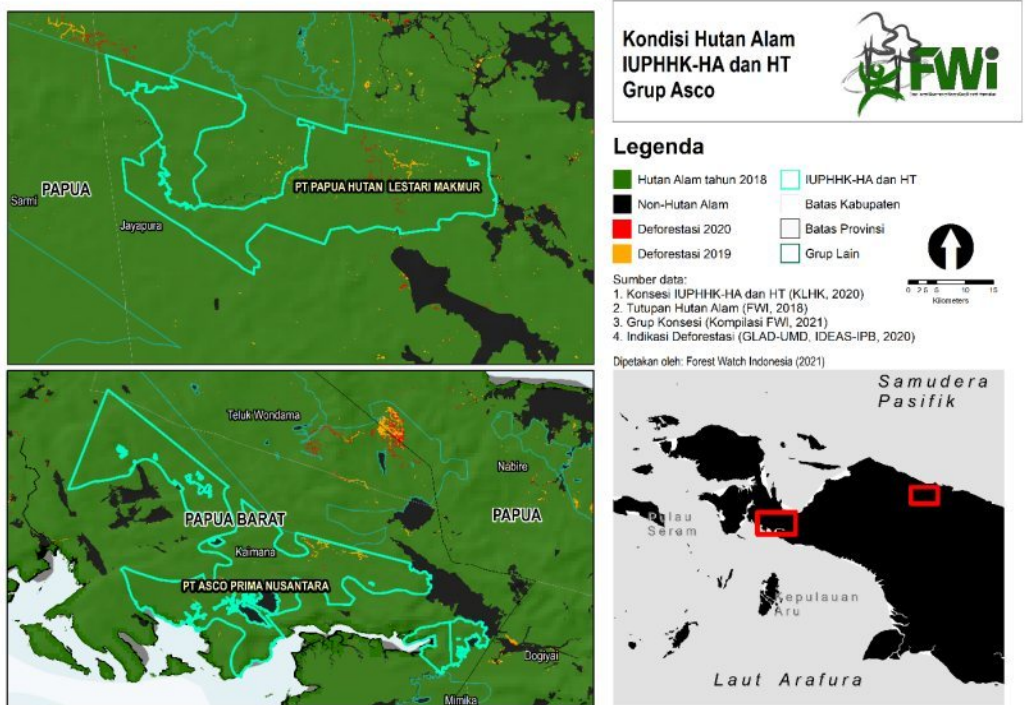 PAPUA
Sarmi
Jayapura
PT PAPUA HUTAN LESTARI MAKMUR
Teluk Wondama
Nabire
PAPUA BARAT
PAPUA
Kaimana
PT ASCO PRIMA NUSANTARA
Dogiyai
Mimika
Kondisi Hutan Alam
IUPHHK-HA dan HT
Grup Asco
FWi
Legenda
Hutan Alam tahun 2018
Non-Hutan Alam
Deforestasi 2020
Deforestasi 2019
IUPHHK-HA dan HT
Batas Kabupaten
Batas Provinsi
Grup Lain
10 15
Kilometers
Sumber data:
1. Konsesi IUPHHK-HA dan HT (KLHK, 2020)
2. Tutupan Hutan Alam (FWI, 2018)
3. Grup Konsesi (Kompilasi FWI, 2021)
4. Indikasi Deforestasi (GLAD-UMD, IDEAS-IPB, 2020)
Dipetakan oleh: Forest Watch Indonesia (2021)
Samudera
Pasifik
Pulau
Seram
Kepulauan
Aru
Laut Arafura